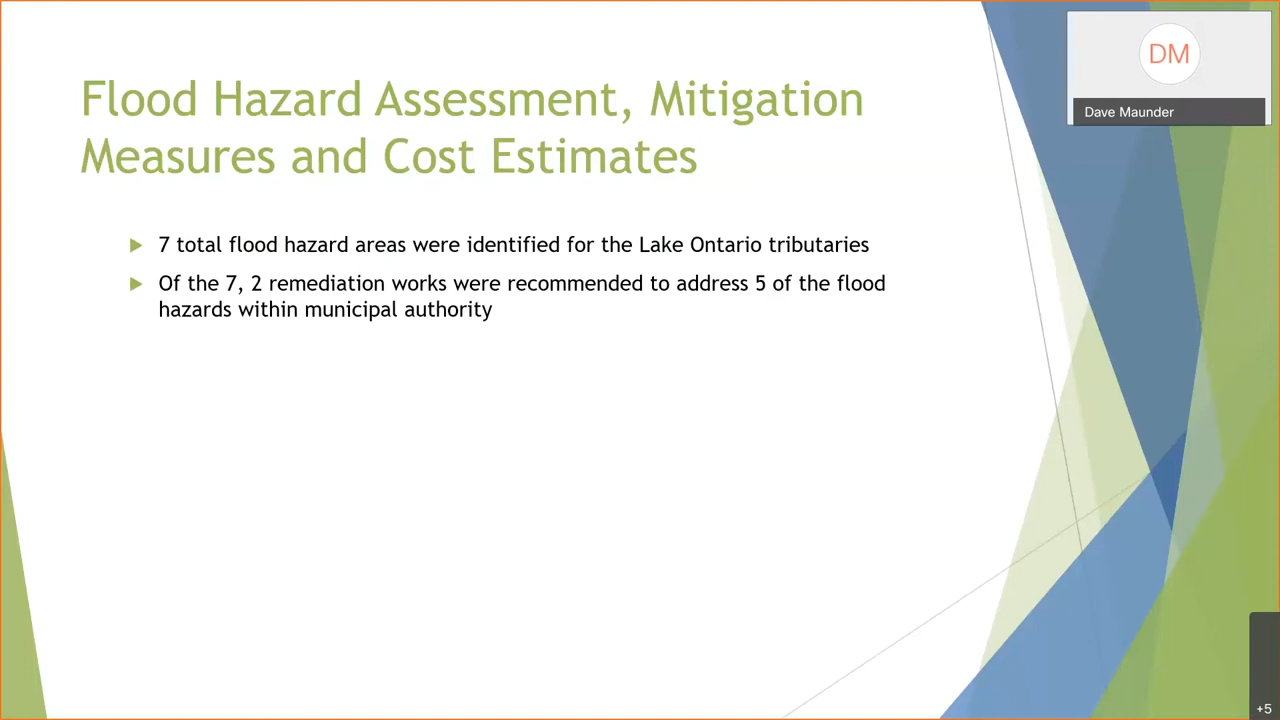 Flood Hazard Assessment, Mitigation
Measures and Cost Estimates
7 total flood hazard areas were identified for the Lake Ontario tributaries
Of the 7, 2 remediation works were recommended to address 5 of the flood
hazards within municipal authority
DM
Dave Maunder
+5